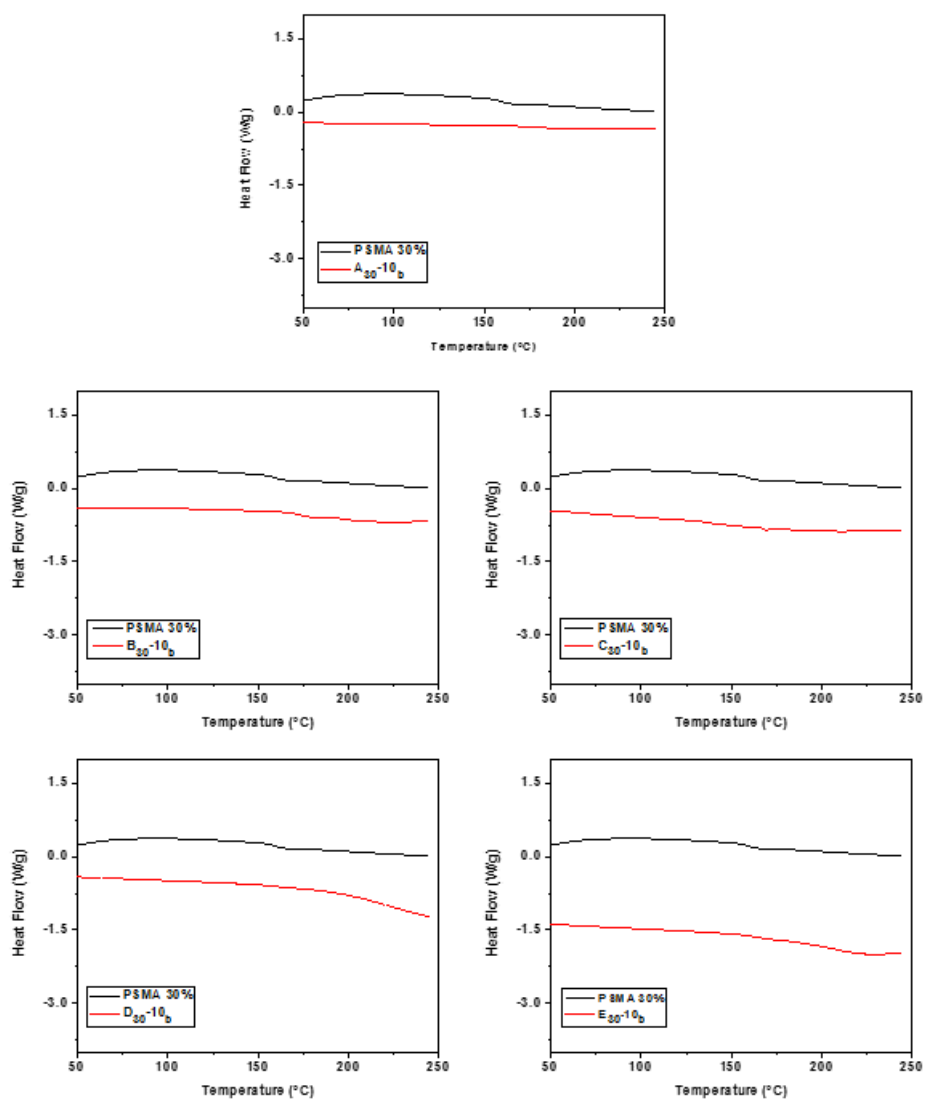 Heat Flow (W/g)
1.5
0.0
-1.5
-3.0
PSMA 30%
A30-10b
50 100 150 200 250
Temperature (ºC)
Heat Flow (W/g)
1.5
0.0
-1.5
-3.0
PSMA 30%
B30-10b
50 100 150 200 250
Temperature (ºC)
Heat Flow (W/g)
1.5
0.0
-1.5
-3.0
PSMA 30%
C30-10b
50 100 150 200 250
Temperature (ºC)
Heat Flow (W/g)
1.5
0.0
-1.5
-3.0
PSMA 30%
D30-10b
50 100 150 200 250
Temperature (ºC)
Heat Flow (W/g)
1.5
0.0
-1.5
-3.0
PSMA 30%
E30-10b
50 100 150 200 250
Temperature (ºC)